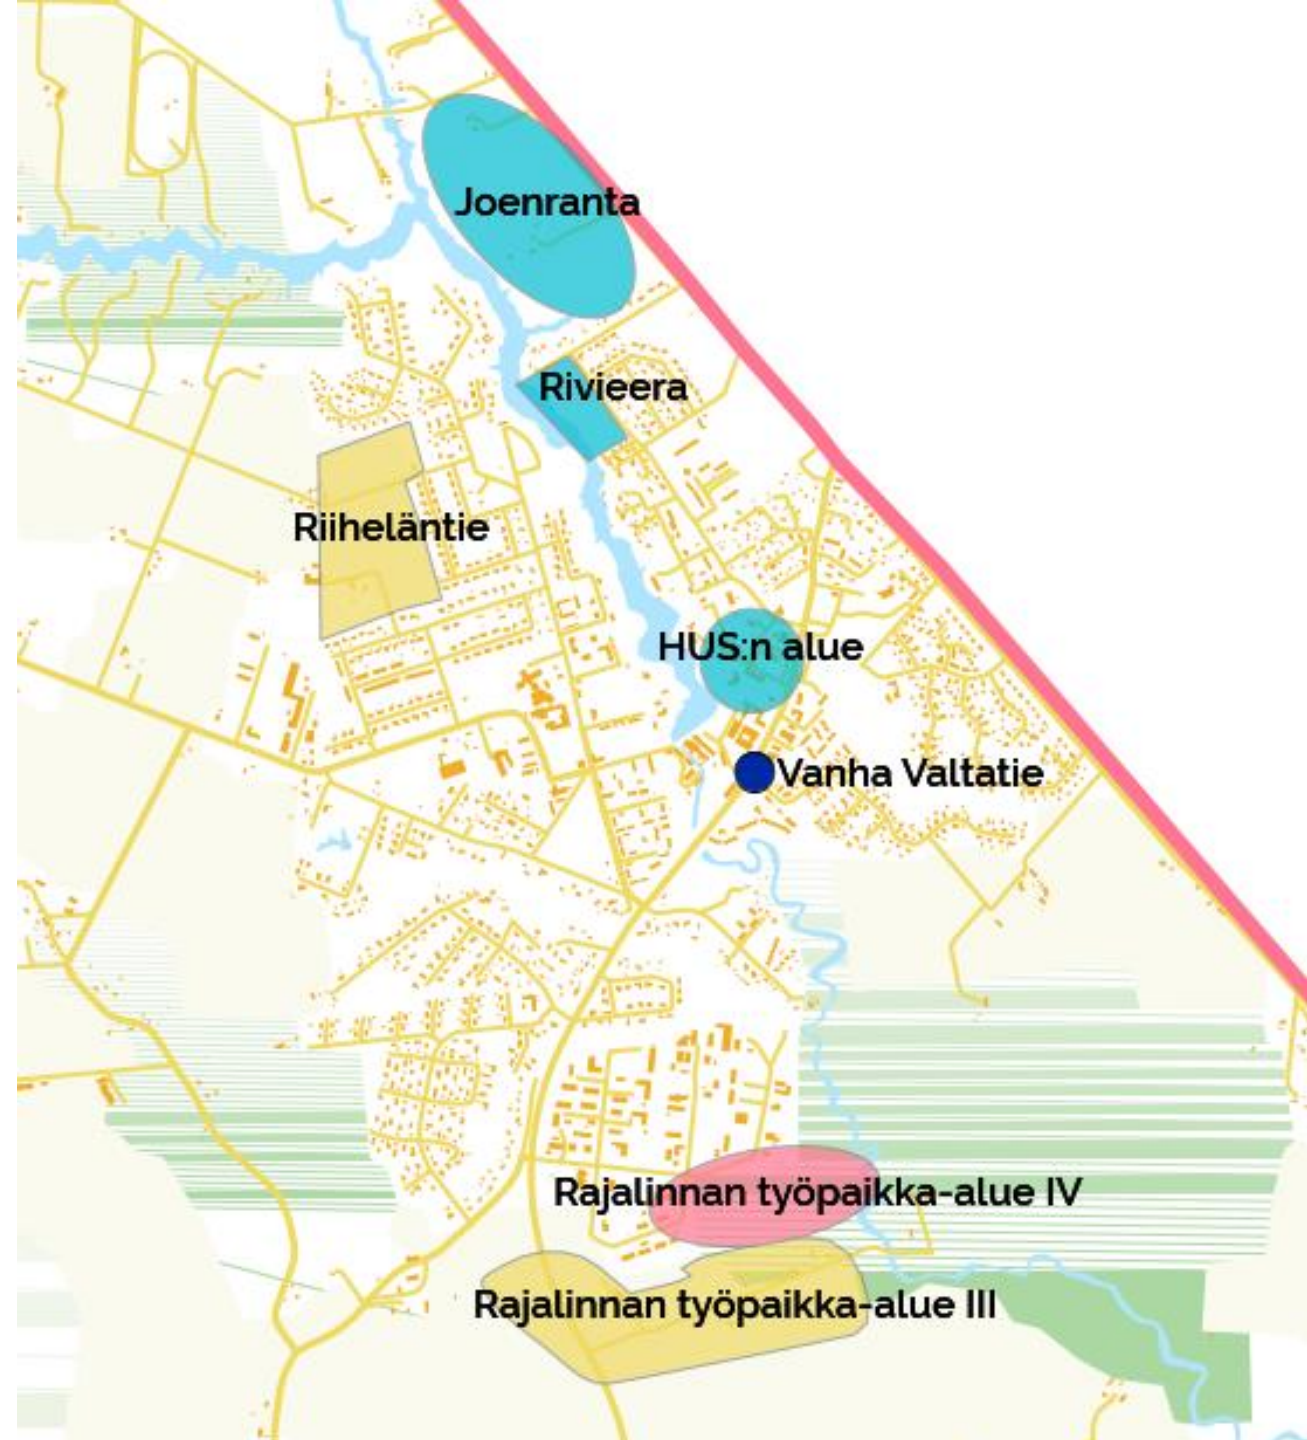 Joenranta
Rivieera
Riiheläntie
HUS:n alue
Vanha Valtatie
Rajalinnan työpaikka-alue IV
Rajalinnan työpaikka-alue III